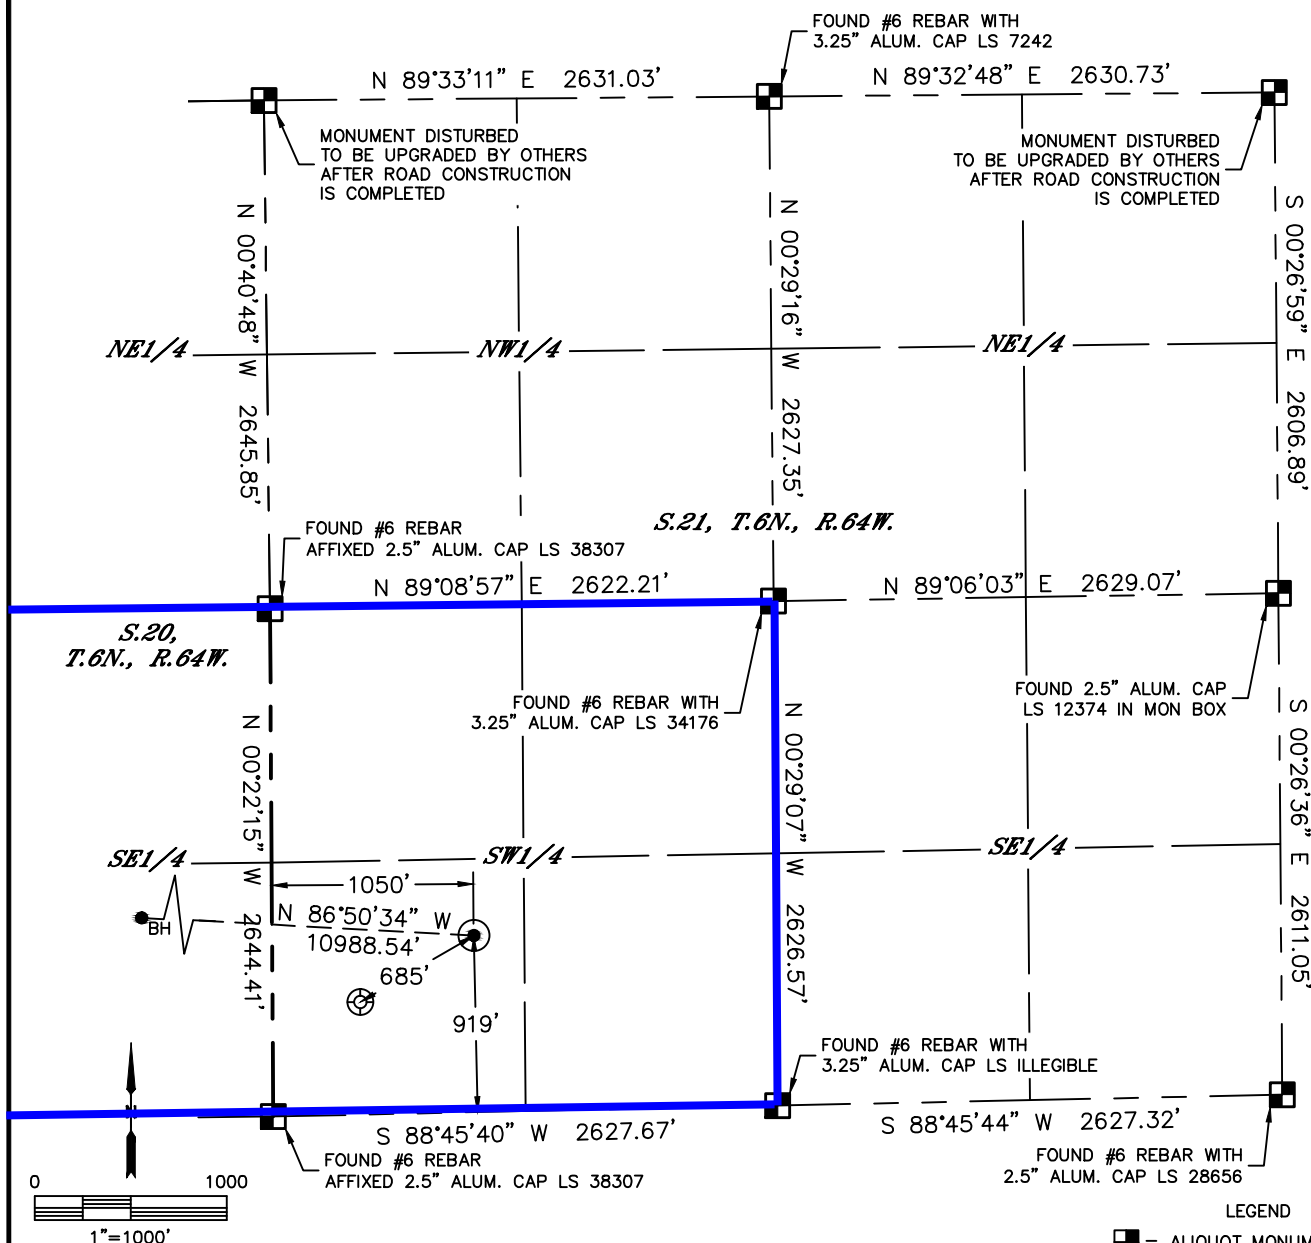 FOUND #6 REBAR WITH
3.25" ALUM. CAP LS 7242
N 89°33'11" E 2631.03'
N 89°32'48" E 2630.73'
MONUMENT DISTURBED
TO BE UPGRADED BY OTHERS
AFTER ROAD CONSTRUCTION
IS COMPLETED
MONUMENT DISTURBED
TO BE UPGRADED BY OTHERS
AFTER ROAD CONSTRUCTION
IS COMPLETED
N 00°40'48" W 2645.85'
N 00°29'16" W 2627.35'
S 00°26'59" E 2606.89'
NE1/4
NW1/4
NE1/4
S.21, T.6N., R.64W.
FOUND #6 REBAR
AFFIXED 2.5" ALUM. CAP LS 38307
N 89°08'57" E 2622.21'
N 89°06'03" E 2629.07'
S.20,
T.6N., R.64W.
FOUND #6 REBAR WITH
3.25" ALUM. CAP LS 34176
FOUND 2.5" ALUM. CAP
LS 12374 IN MON BOX
N 00°22'15" W 2644.41'
N 00°29'07" W 2626.57'
S 00°26'36" E 2611.05'
SE1/4
SW1/4
SE1/4
1050'
BH
N 86°50'34" W
10988.54'
685'
919'
FOUND #6 REBAR WITH
3.25" ALUM. CAP LS ILLEGIBLE
S 88°45'40" W 2627.67'
S 88°45'44" W 2627.32'
FOUND #6 REBAR
AFFIXED 2.5" ALUM. CAP LS 38307
FOUND #6 REBAR WITH
2.5" ALUM. CAP LS 28656
0 1000
1"=1000'
LEGEND
= ALIQUOT MONUM